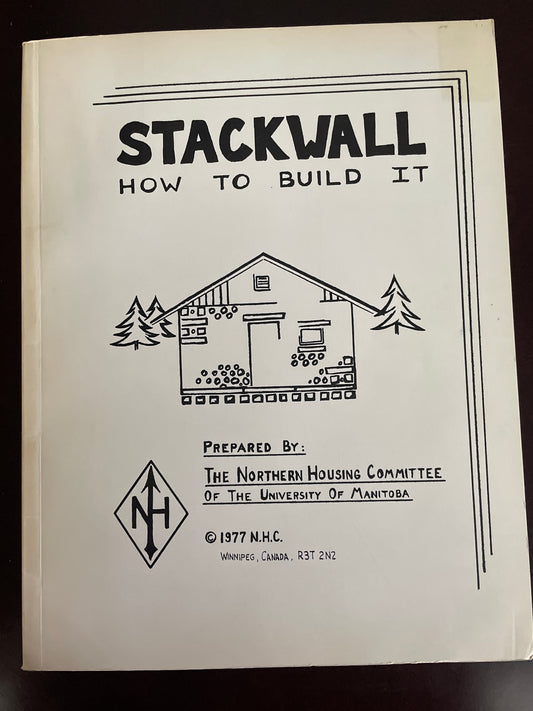 STACKWALL
HOW TO BUILD IT
PREPARED BY:
THE NORTHERN HOUSING COMMITTEE
OF THE UNIVERSITY OF MANITOBA
NH
© 1977 N.H.C.
WINNIPEG, CANADA, R3T 2N2